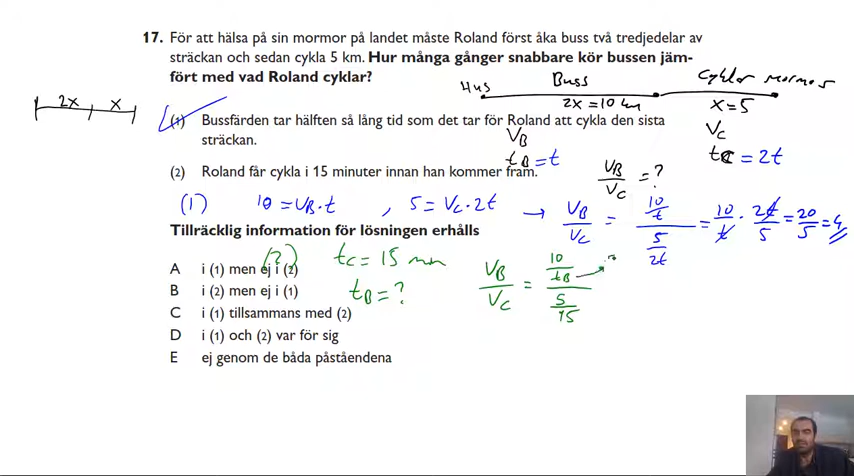 17. För att hälsa på sin mormor på landet måste Roland först åka buss två tredjedelar av
sträckan och sedan cykla 5 km. Hur många gånger snabbare kör bussen jäm-
fört med vad Roland cyklar?
Hus Buss Cyklar mormors
2x = 10 km x = 5
2x x
(1) Bussfärden tar hälften så lång tid som det tar för Roland att cykla den sista
sträckan.
V_B V_C
t_B = t t_C = 2t
(2) Roland får cykla i 15 minuter innan han kommer fram.
V_B/V_C = ?
(1) 10 = V_B · t , 5 = V_C · 2t → V_B/V_C = (10/t)/(5/2t) = 10/t · 2t/5 = 20/5 = 4
Tillräcklig information för lösningen erhålls
(2) t_C = 15 min
t_B = ?
V_B/V_C = (10/t_B)/(5/15) → ?
A i (1) men ej i (2)
B i (2) men ej i (1)
C i (1) tillsammans med (2)
D i (1) och (2) var för sig
E ej genom de båda påståendena